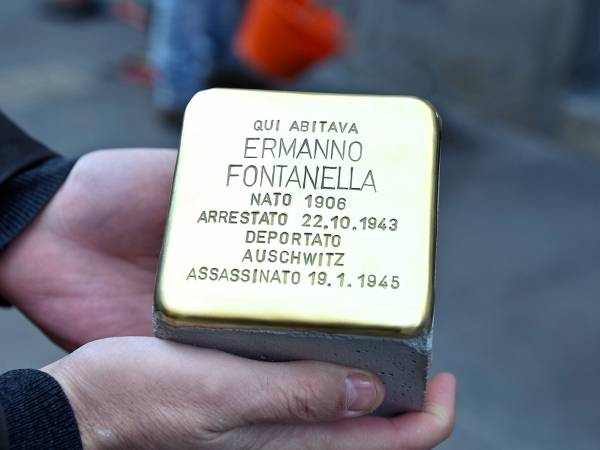 QUI ABITAVA
ERMANNO
FONTANELLA
NATO 1906
ARRESTATO 22.10.1943
DEPORTATO
AUSCHWITZ
ASSASSINATO 19.1.1945